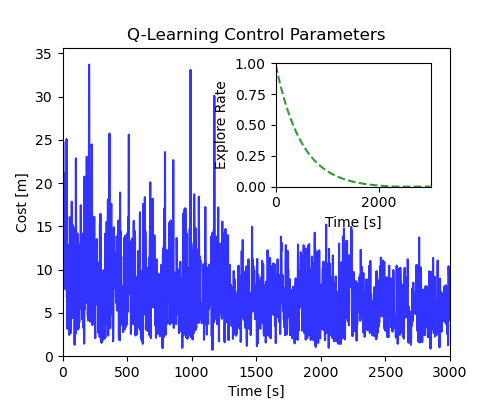 Q-Learning Control Parameters
35
30
25
20
15
10
5
0
Cost [m]
0 500 1000 1500 2000 2500 3000
Time [s]
1.00
0.75
0.50
0.25
0.00
Explore Rate
0 2000
Time [s]